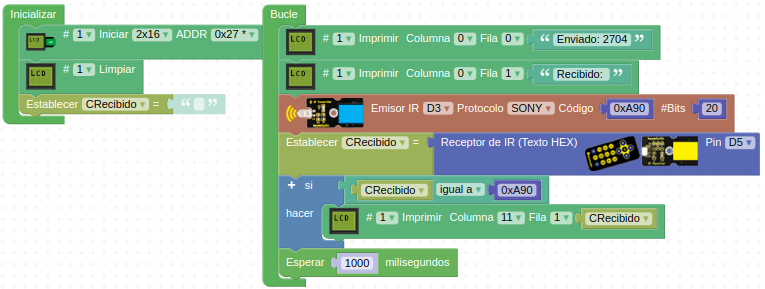 Inicializar
LCD # 1 Iniciar 2x16 ADDR 0x27 *
LCD # 1 Limpiar
Establecer CRecibido = “ ”
Bucle
LCD # 1 Imprimir Columna 0 Fila 0 “ Enviado: 2704 ”
LCD # 1 Imprimir Columna 0 Fila 1 “ Recibido: ”
Emisor IR D3 Protocolo SONY Código 0xA90 #Bits 20
Establecer CRecibido = Receptor de IR (Texto HEX) Pin D5
+ si CRecibido igual a 0xA90
hacer LCD # 1 Imprimir Columna 11 Fila 1 CRecibido
Esperar 1000 milisegundos